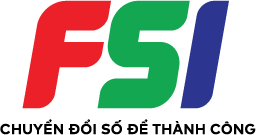 FSI
CHUYỂN ĐỔI SỐ ĐỂ THÀNH CÔNG